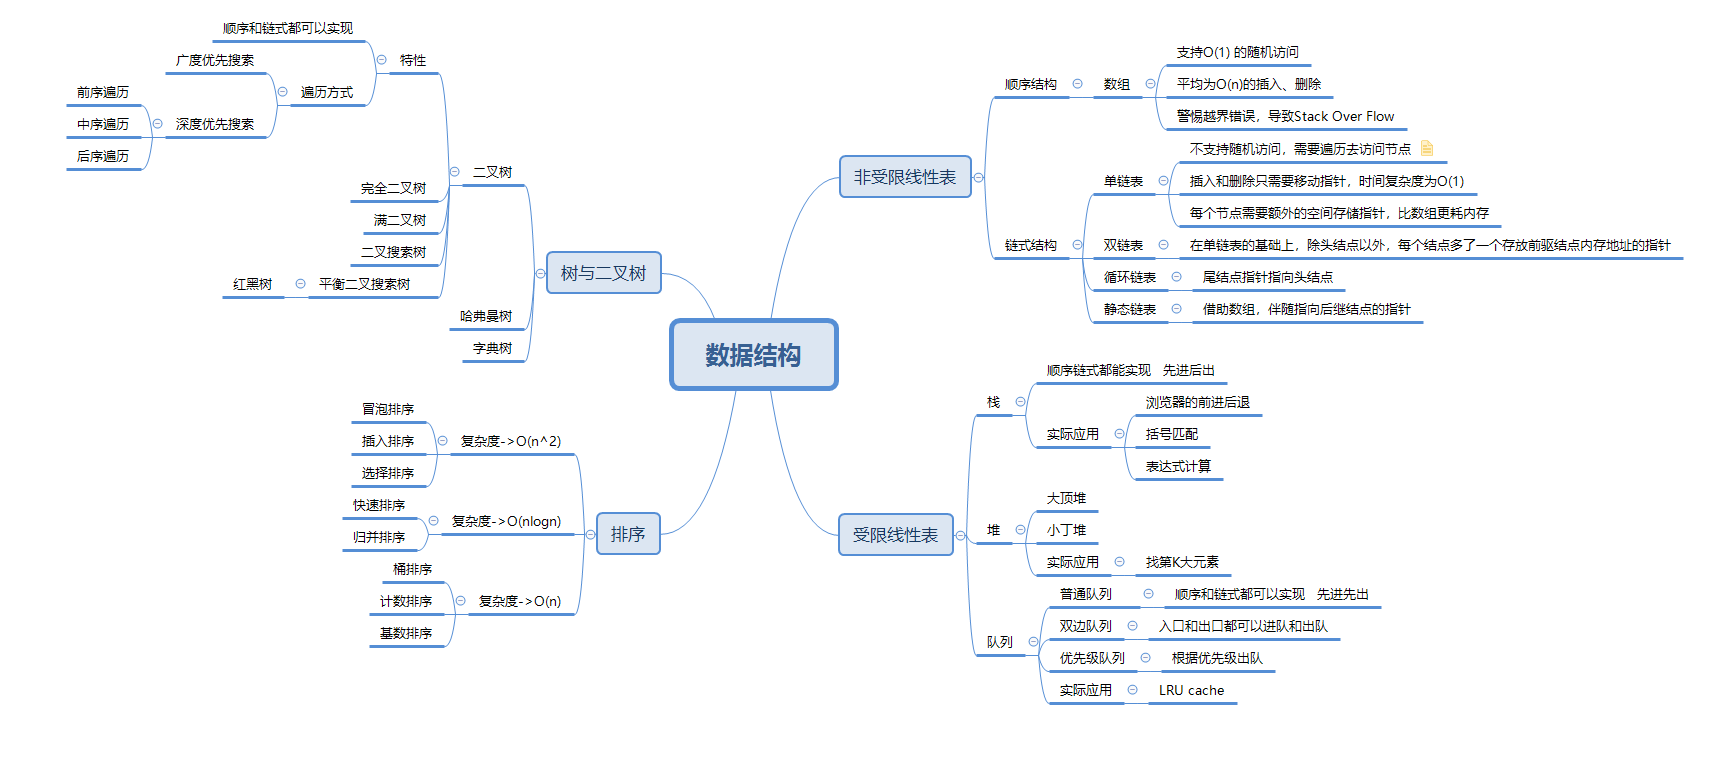 数据结构
非受限线性表
顺序结构
数组
支持O(1) 的随机访问
平均为O(n)的插入、删除
警惕越界错误，导致Stack Over Flow
链式结构
单链表
不支持随机访问，需要遍历去访问节点
插入和删除只需要移动指针，时间复杂度为O(1)
每个节点需要额外的空间存储指针，比数组更耗内存
双链表
在单链表的基础上，除头结点以外，每个结点多了一个存放前驱结点内存地址的指针
循环链表
尾结点指针指向头结点
静态链表
借助数组，伴随指向后继结点的指针
受限线性表
栈
顺序链式都能实现 先进后出
实际应用
浏览器的前进后退
括号匹配
表达式计算
堆
大顶堆
小丁堆
实际应用
找第K大元素
队列
普通队列
顺序和链式都可以实现 先进先出
双边队列
入口和出口都可以进队和出队
优先级队列
根据优先级出队
实际应用
LRU cache
树与二叉树
二叉树
特性
顺序和链式都可以实现
遍历方式
广度优先搜索
深度优先搜索
前序遍历
中序遍历
后序遍历
完全二叉树
满二叉树
二叉搜索树
平衡二叉搜索树
红黑树
哈弗曼树
字典树
排序
复杂度->O(n^2)
冒泡排序
插入排序
选择排序
复杂度->O(nlogn)
快速排序
归并排序
复杂度->O(n)
桶排序
计数排序
基数排序